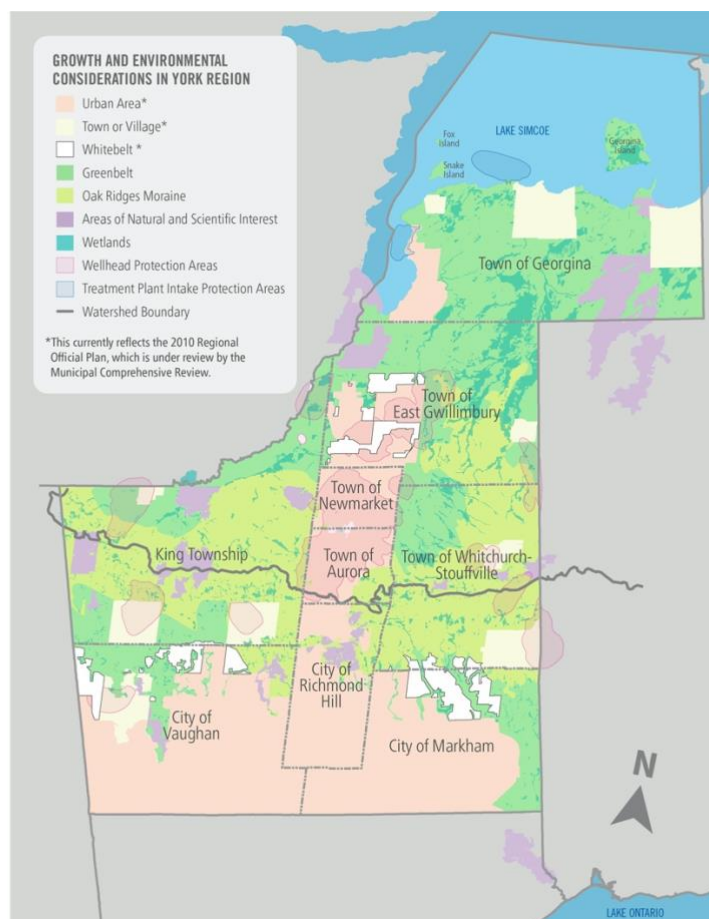 GROWTH AND ENVIRONMENTAL
CONSIDERATIONS IN YORK REGION
Urban Area*
Town or Village*
Whitebelt *
Greenbelt
Oak Ridges Moraine
Areas of Natural and Scientific Interest
Wetlands
Wellhead Protection Areas
Treatment Plant Intake Protection Areas
Watershed Boundary
*This currently reflects the 2010 Regional
Official Plan, which is under review by the
Municipal Comprehensive Review.
LAKE SIMCOE
Fox
Island
Georgina
Island
Snake
Island
Town of Georgina
Town of
East Gwillimbury
Town of
Newmarket
King Township
Town of
Aurora
Town of Whitchurch-
Stouffville
City of
Richmond
Hill
City of
Vaughan
City of Markham
N
LAKE ONTARIO